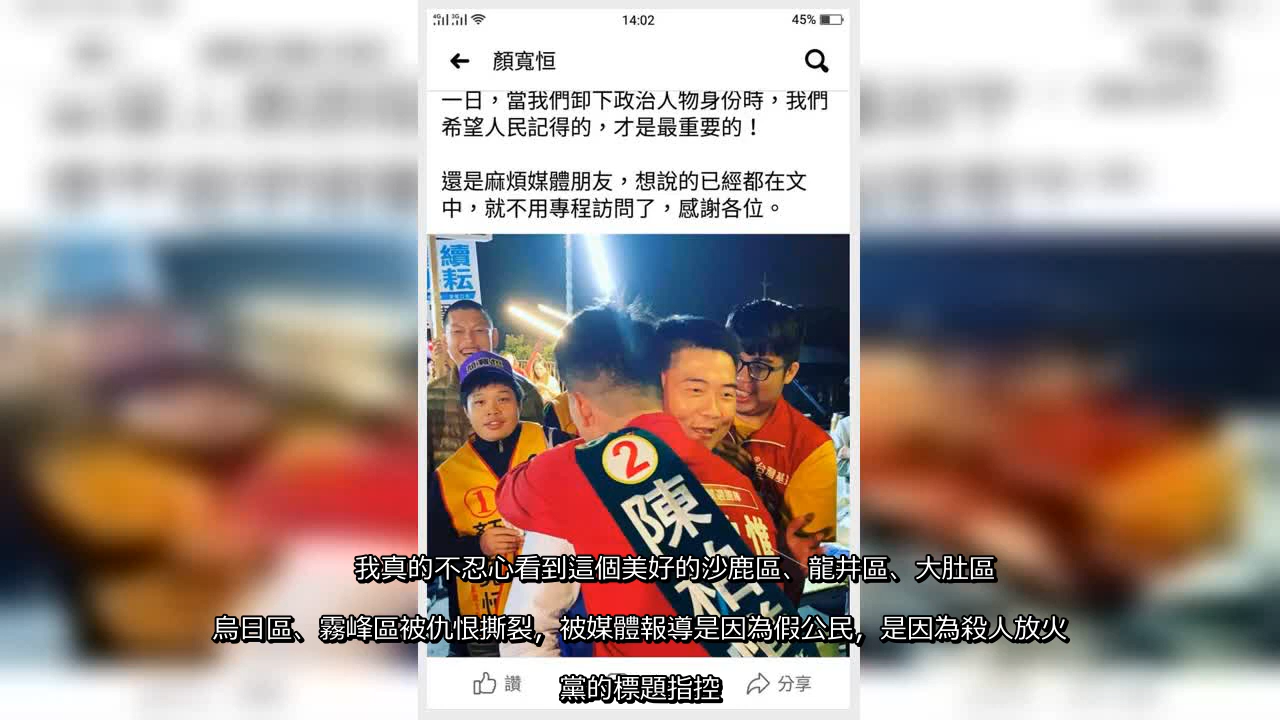 14:02
45%
顏寬恒
一日，當我們卸下政治人物身份時，我們
希望人民記得的，才是最重要的！
還是麻煩媒體朋友，想說的已經都在文
中，就不用專程訪問了，感謝各位。
續
耘
1
2
陳
柏
惟
台灣基
我真的不忍心看到這個美好的沙鹿區、龍井區、大肚區
烏日區、霧峰區被仇恨撕裂，被媒體報導是因為假公民，是因為殺人放火
黨的標題指控
讚
分享